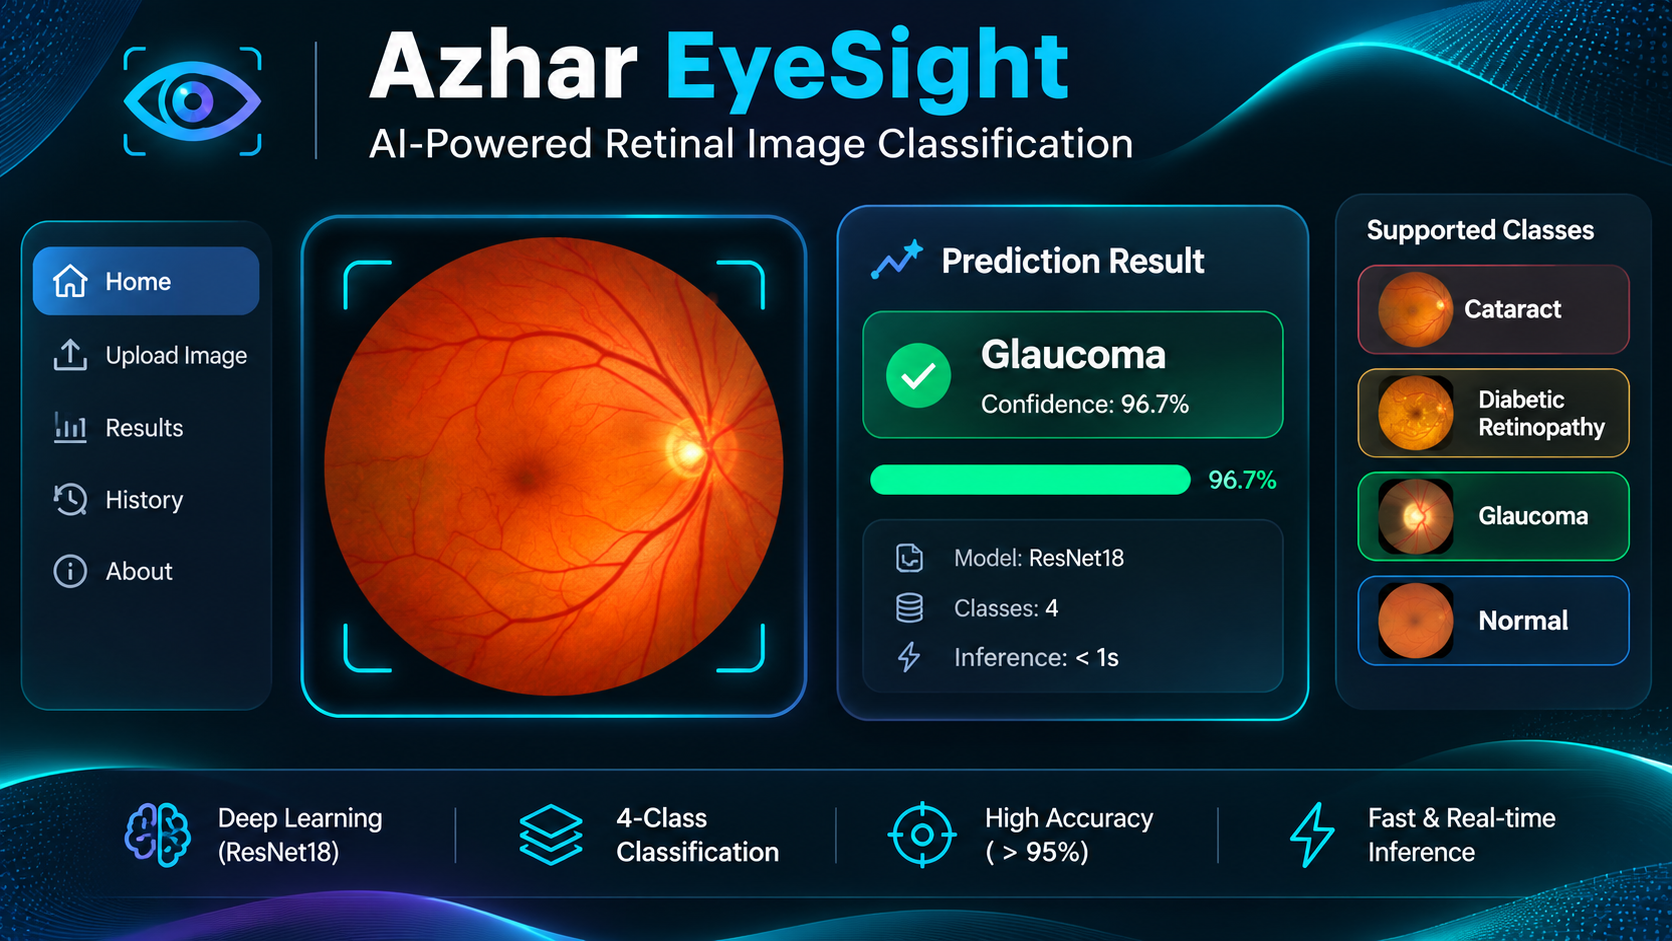 Azhar EyeSight
AI-Powered Retinal Image Classification
Home
Upload Image
Results
History
About
Prediction Result
Glaucoma
Confidence: 96.7%
96.7%
Model: ResNet18
Classes: 4
Inference: < 1s
Supported Classes
Cataract
Diabetic
Retinopathy
Glaucoma
Normal
Deep Learning
(ResNet18)
4-Class
Classification
High Accuracy
( > 95%)
Fast & Real-time
Inference